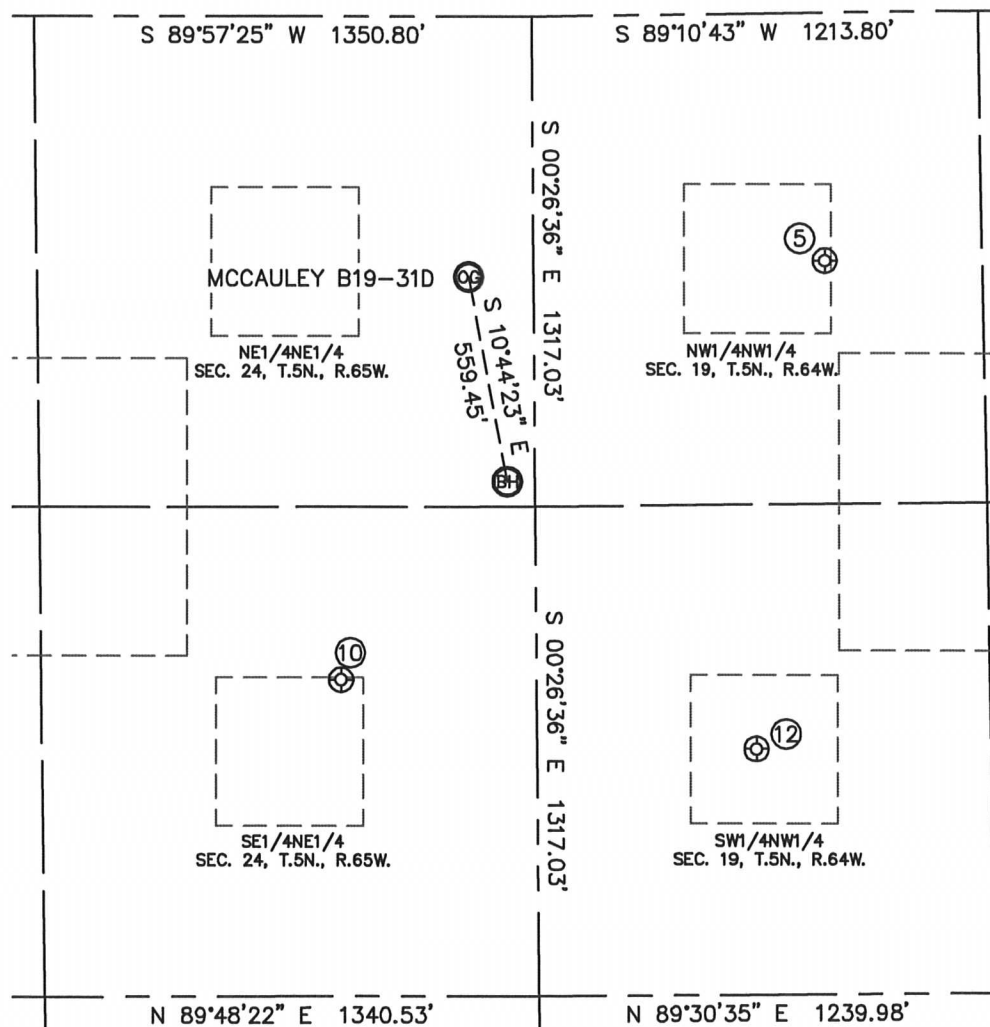 S 89°57'25" W 1350.80'
S 89°10'43" W 1213.80'
S 00°26'36" E 1317.03'
5
MCCAULEY B19-31D
OG
S 10°44'23" E
559.45'
NE1/4NE1/4
SEC. 24, T.5N., R.65W.
NW1/4NW1/4
SEC. 19, T.5N., R.64W.
BH
S 00°26'36" E 1317.03'
10
12
SE1/4NE1/4
SEC. 24, T.5N., R.65W.
SW1/4NW1/4
SEC. 19, T.5N., R.64W.
N 89°48'22" E 1340.53'
N 89°30'35" E 1239.98'